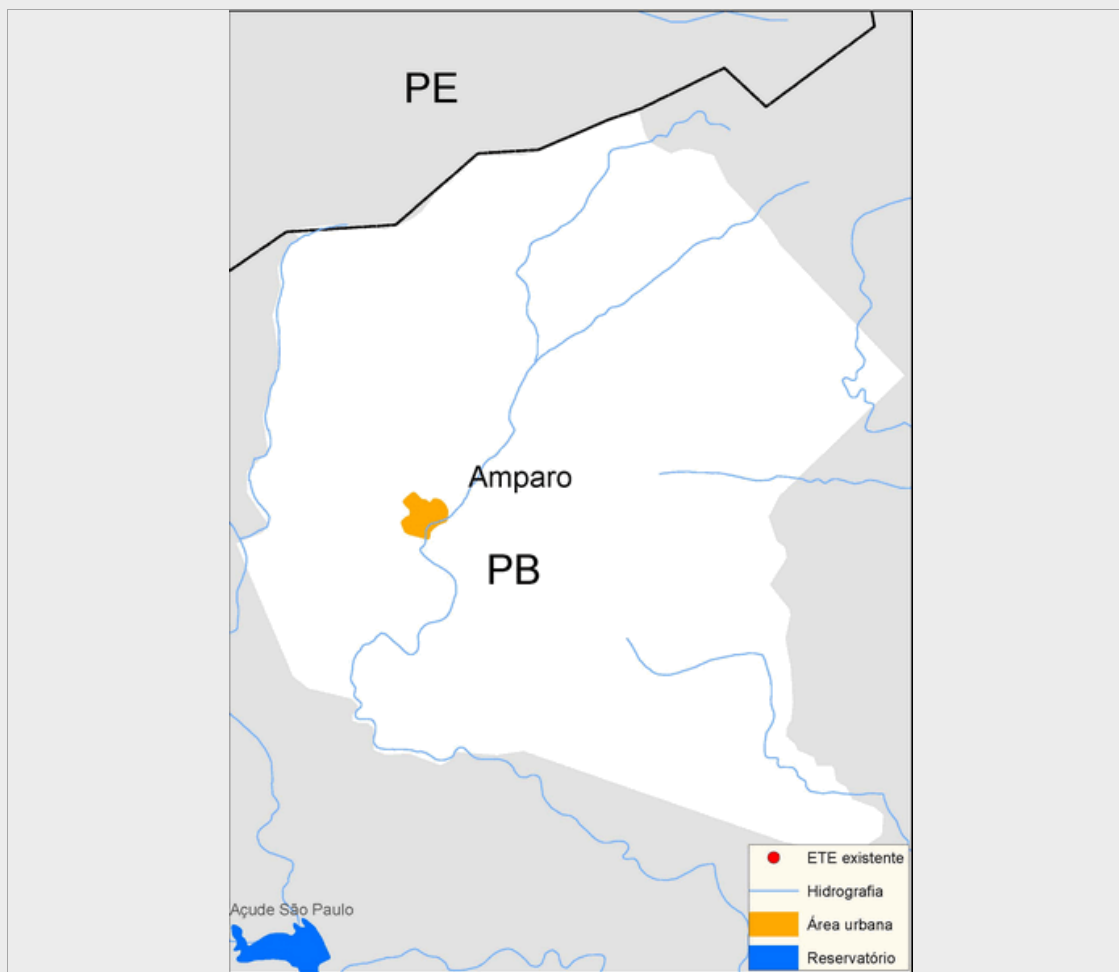 PE
Amparo
PB
Açude São Paulo
ETE existente
Hidrografia
Área urbana
Reservatório